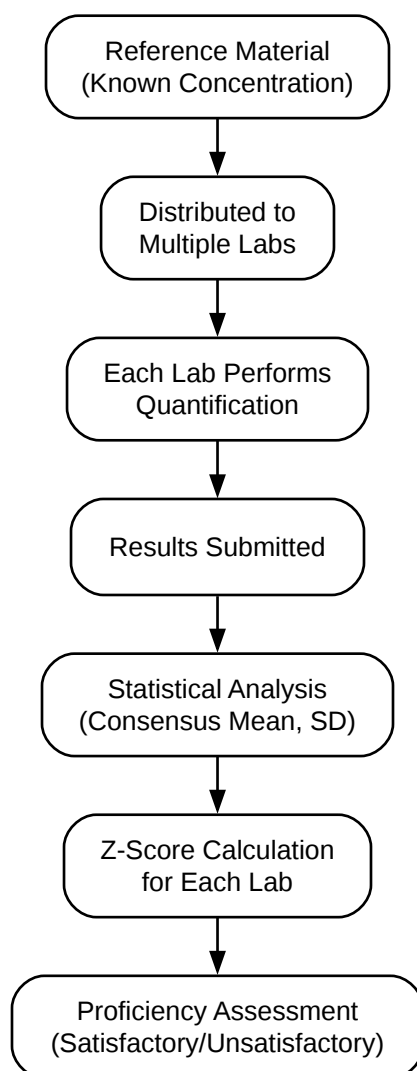 Reference Material
(Known Concentration)
Distributed to
Multiple Labs
Each Lab Performs
Quantification
Results Submitted
Statistical Analysis
(Consensus Mean, SD)
Z-Score Calculation
for Each Lab
Proficiency Assessment
(Satisfactory/Unsatisfactory)